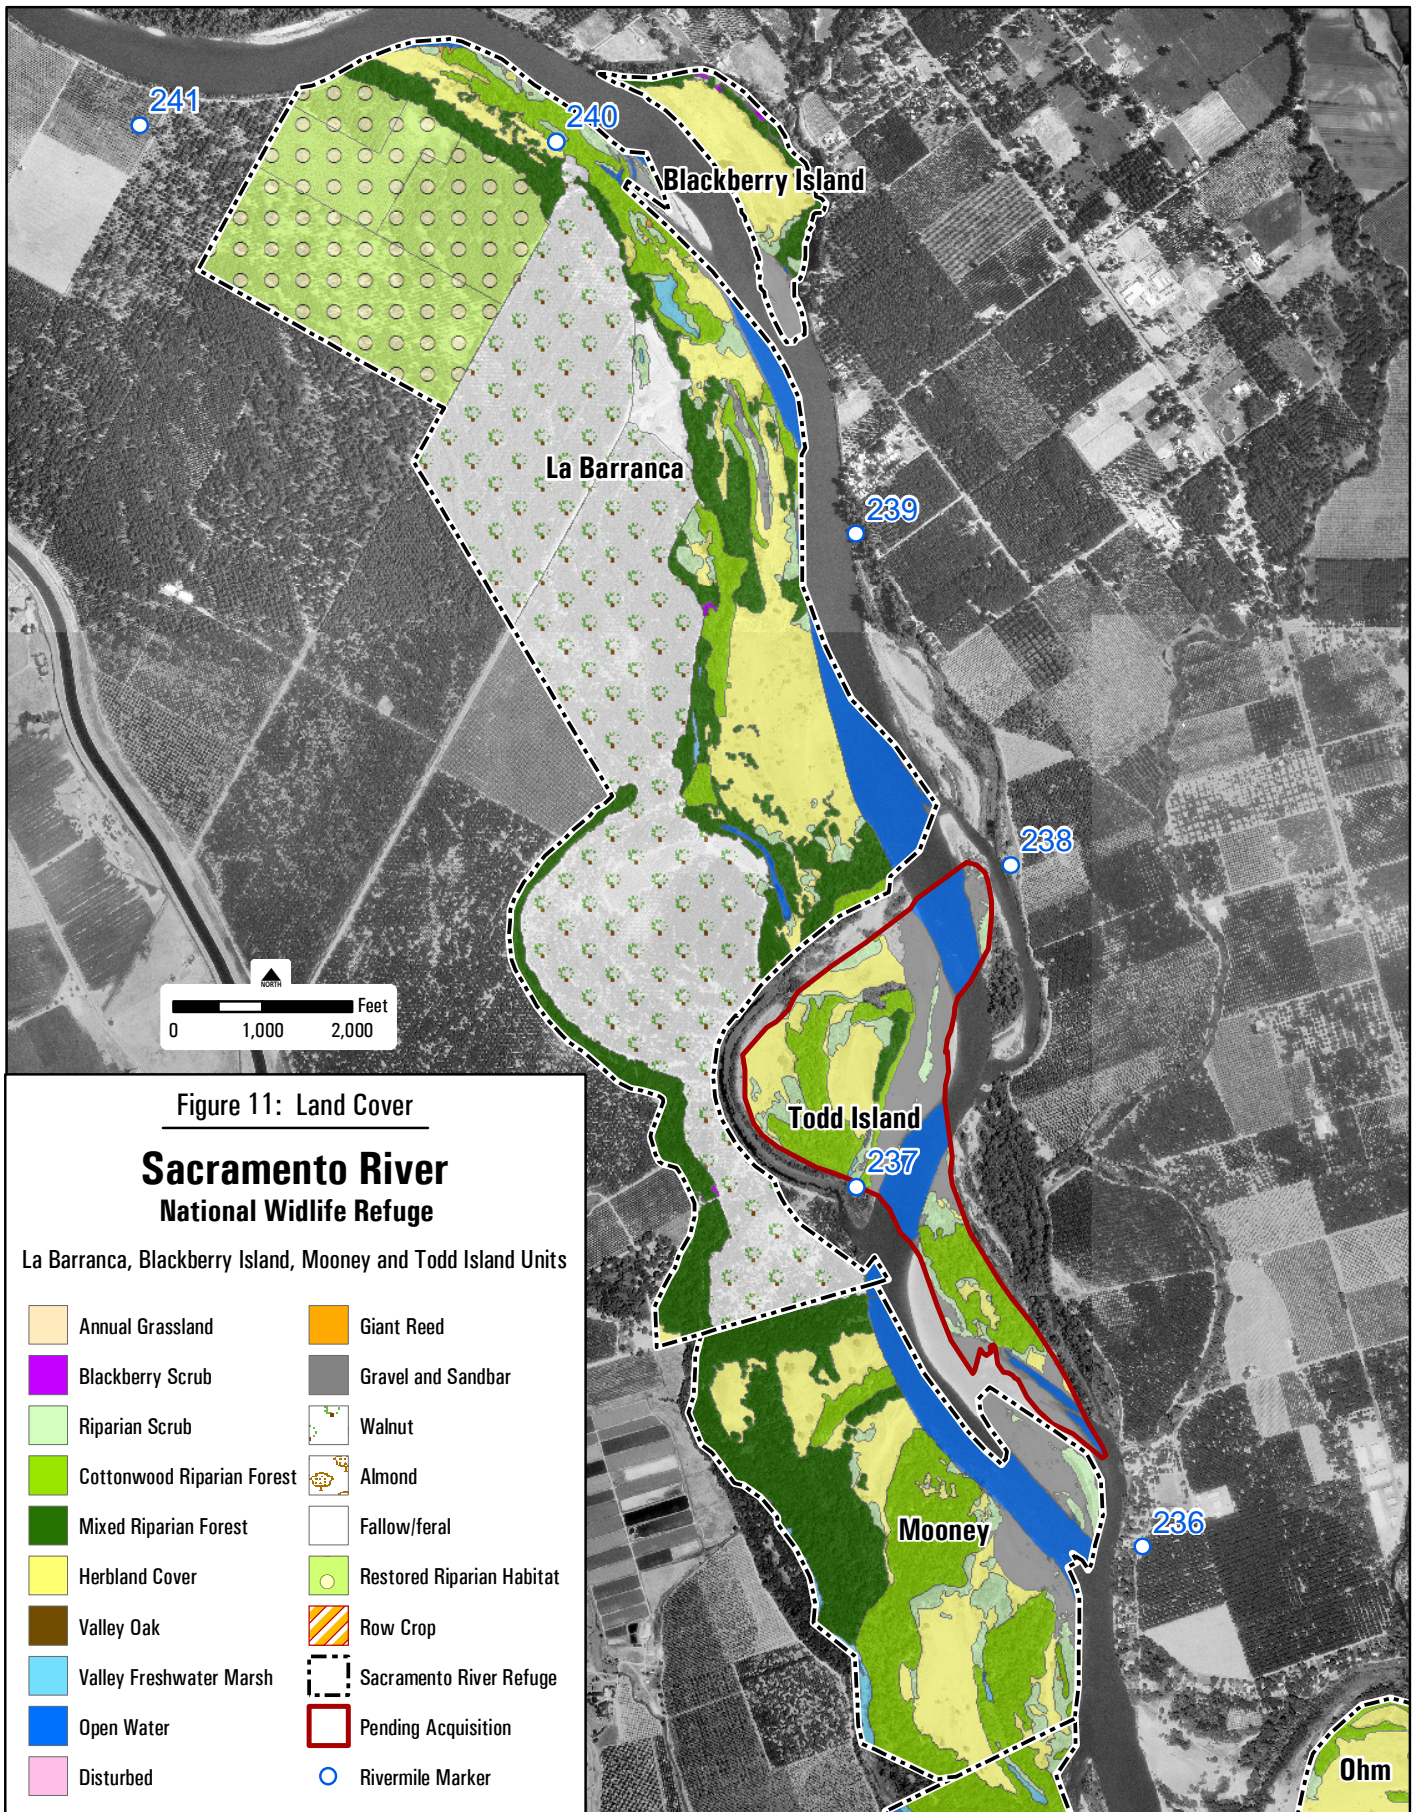 241
240
Blackberry Island
La Barranca
239
238
NORTH
Feet
0 1,000 2,000
Todd Island
237
Mooney
236
Ohm
Figure 11: Land Cover
Sacramento River
National Widlife Refuge
La Barranca, Blackberry Island, Mooney and Todd Island Units
Annual Grassland
Blackberry Scrub
Riparian Scrub
Cottonwood Riparian Forest
Mixed Riparian Forest
Herbland Cover
Valley Oak
Valley Freshwater Marsh
Open Water
Disturbed
Giant Reed
Gravel and Sandbar
Walnut
Almond
Fallow/feral
Restored Riparian Habitat
Row Crop
Sacramento River Refuge
Pending Acquisition
Rivermile Marker